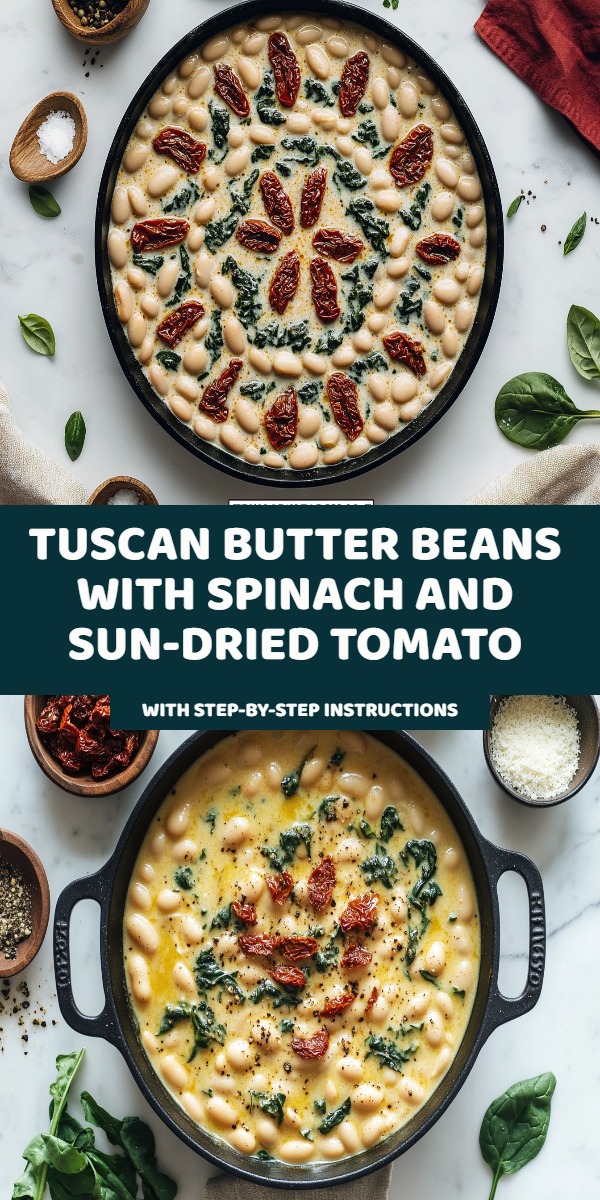 TUSCAN BUTTER BEANS
WITH SPINACH AND
SUN-DRIED TOMATO
WITH STEP-BY-STEP INSTRUCTIONS